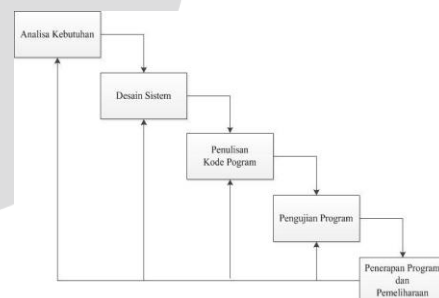 Analisa Kebutuhan
Desain Sistem
Penulisan
Kode Pogram
Pengujian Program
Penerapan Program
dan
Pemeliharaan